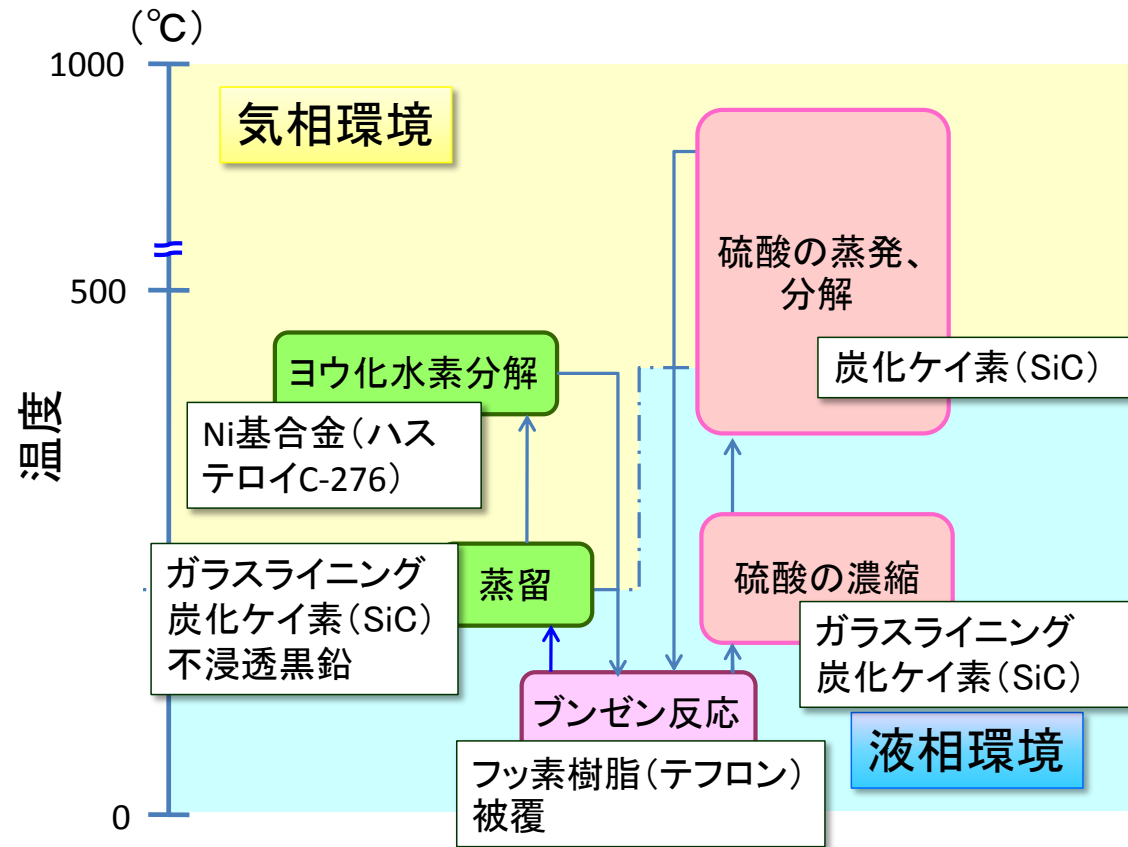 (℃)
1000
気相環境
硫酸の蒸発、
分解
500
温度
ヨウ化水素分解
炭化ケイ素(SiC)
Ni基合金(ハス
テロイC-276)
ガラスライニング
炭化ケイ素(SiC)
不浸透黒鉛
蒸留
硫酸の濃縮
ガラスライニング
炭化ケイ素(SiC)
ブンゼン反応
フッ素樹脂(テフロン)
被覆
液相環境
0